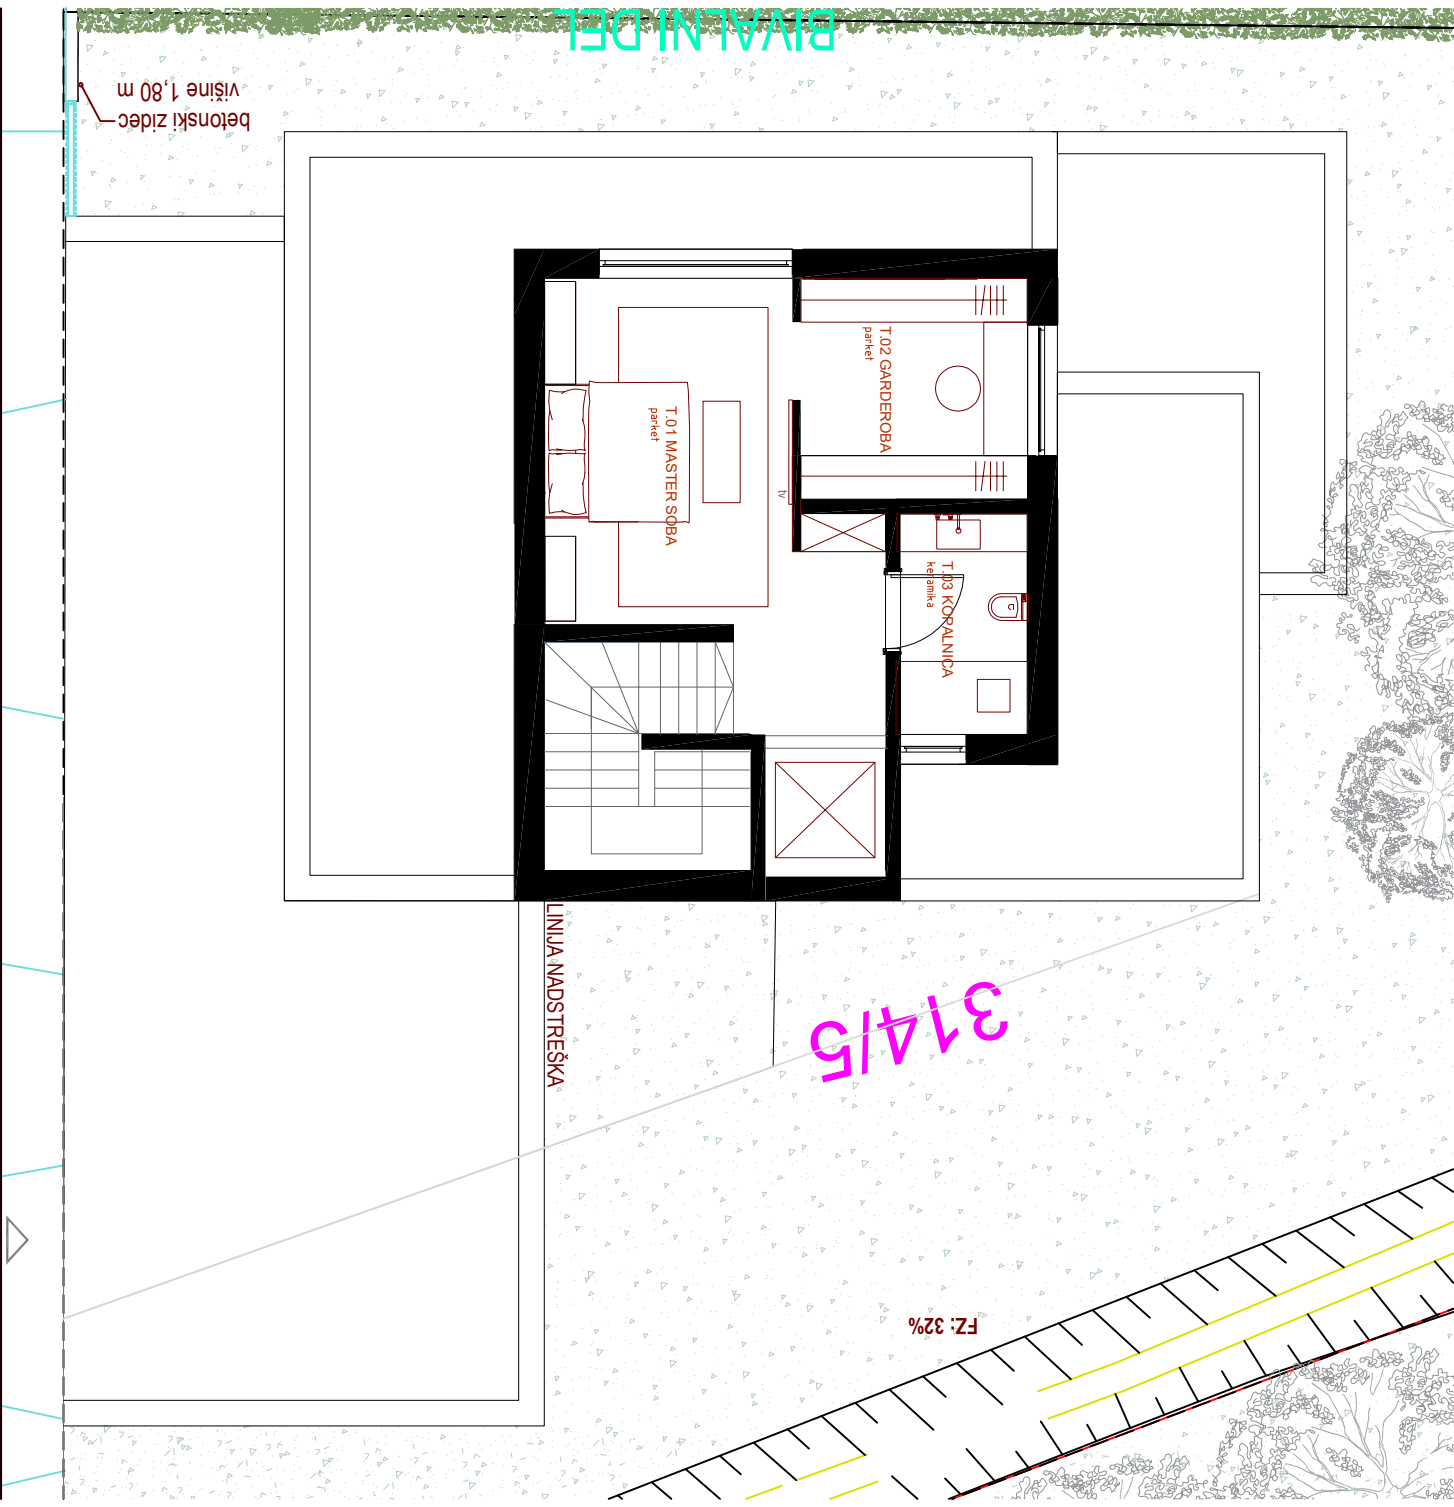 BIVALNI DEL
betonski zidec
višine 1,80 m
T.01 MASTER SOBA
parket
tv
T.02 GARDEROBA
parket
T.03 KOPALNICA
keramika
LINIJA NADSTREŠKA
314/5
FZ: 32%